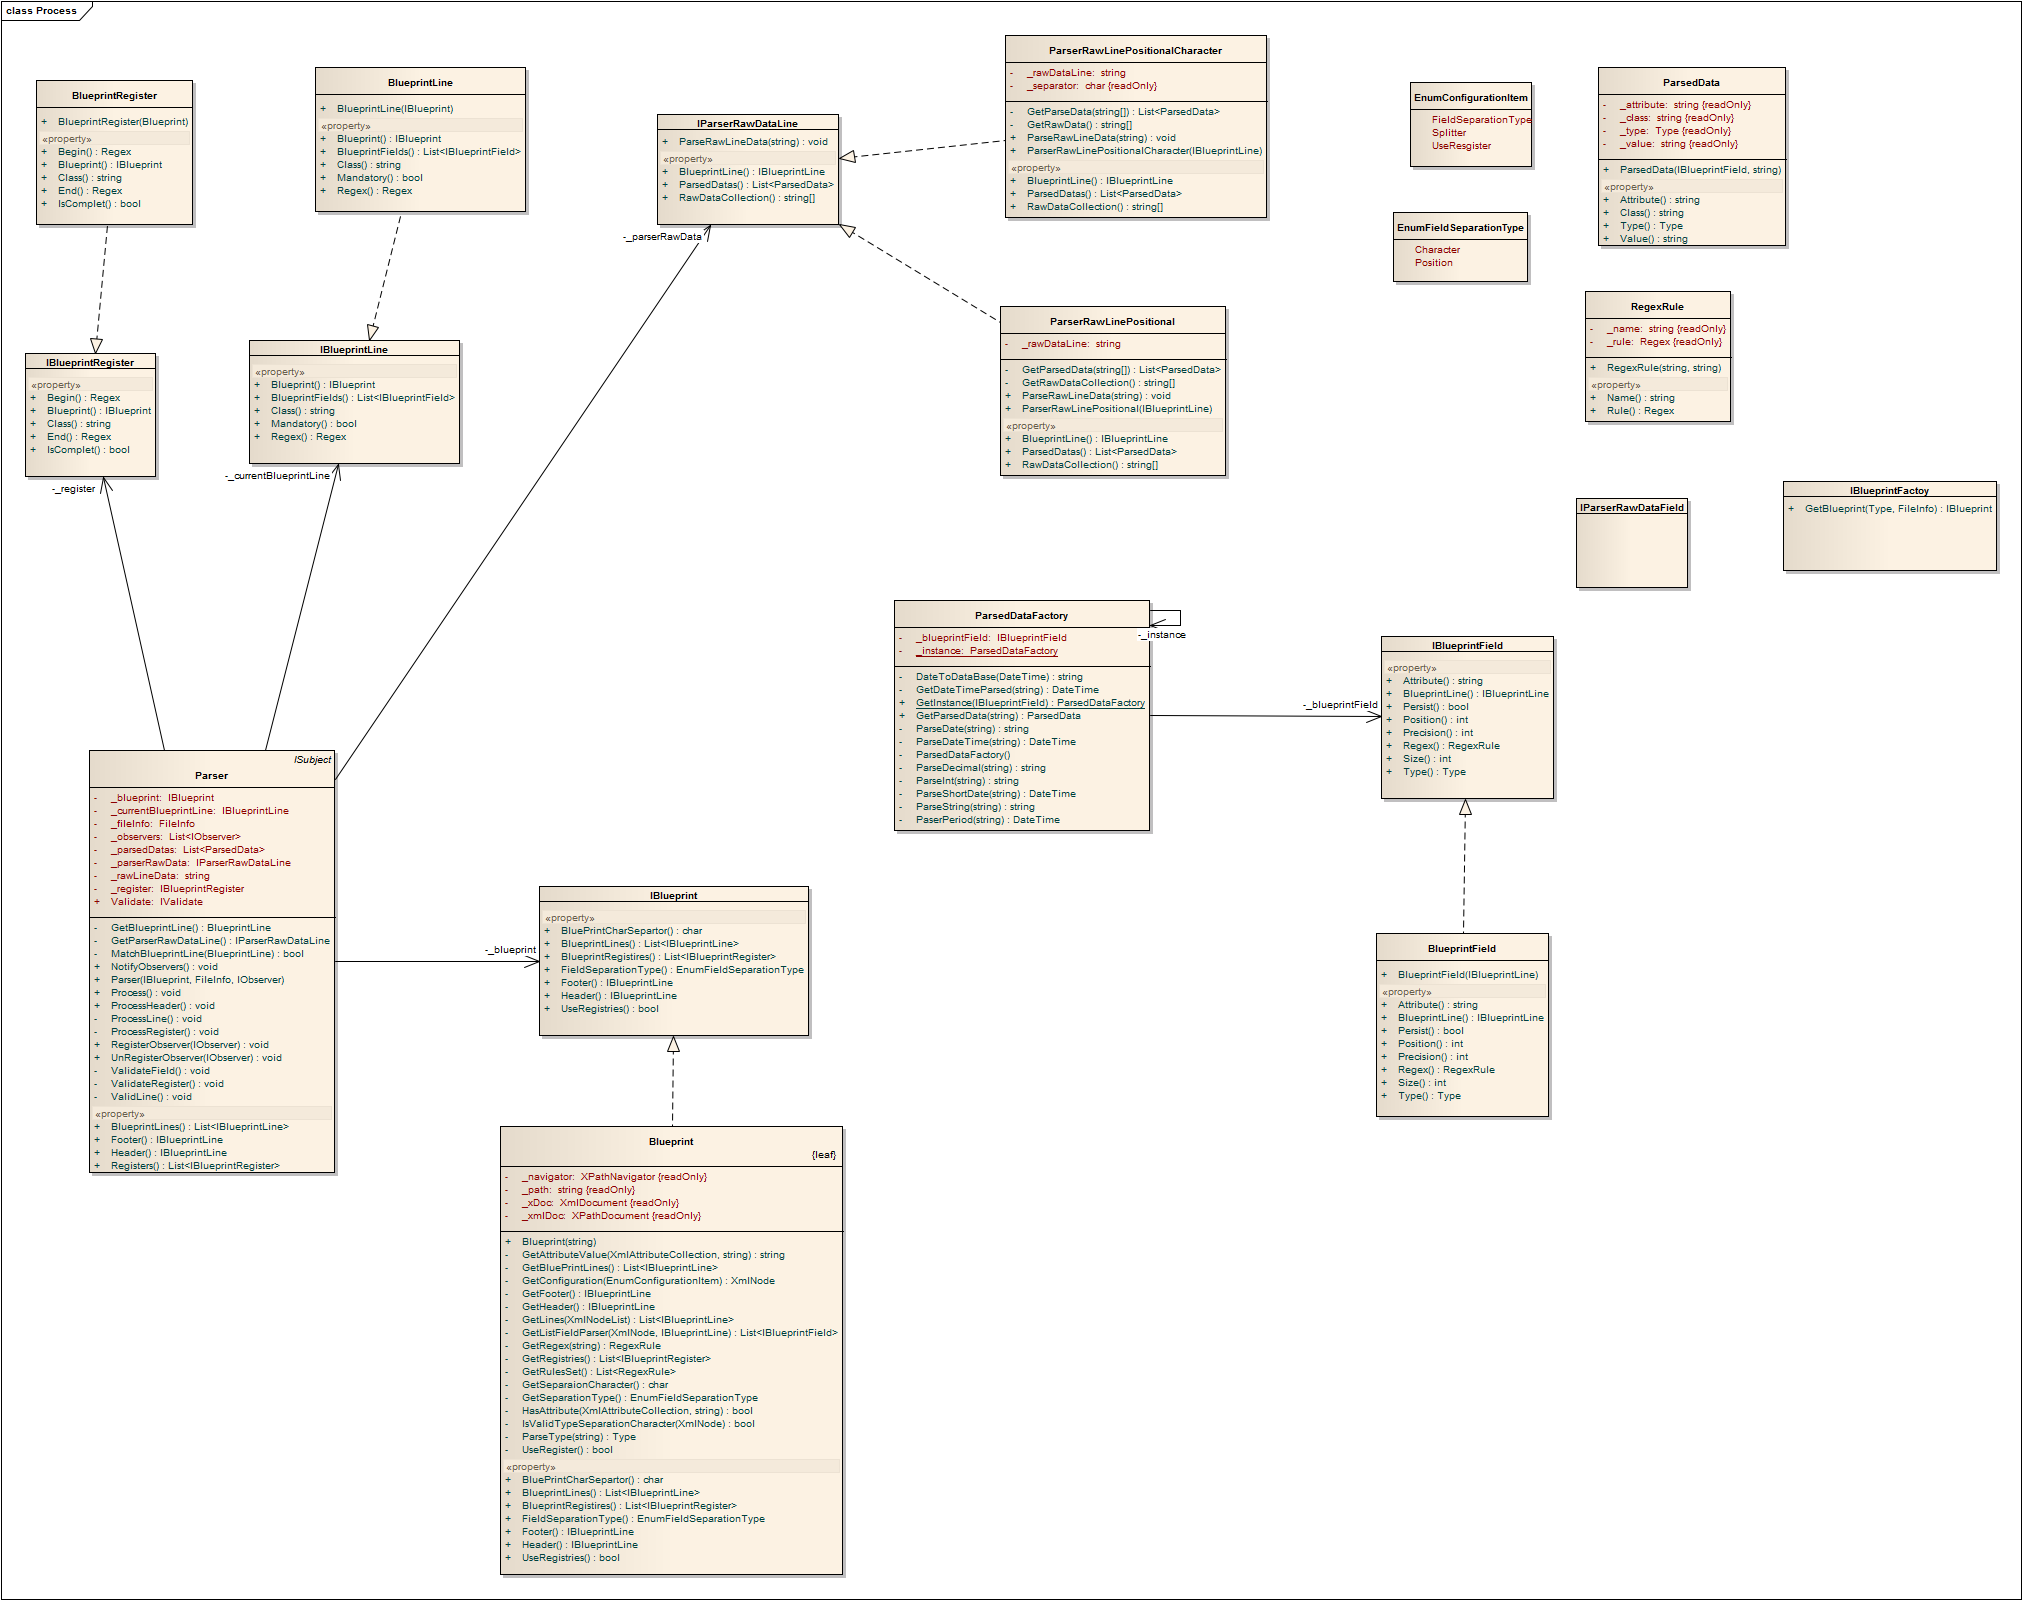 class Process
BlueprintRegister
+ BlueprintRegister(Blueprint)
«property»
+ Begin() : Regex
+ Blueprint() : IBlueprint
+ Class() : string
+ End() : Regex
+ IsComplet() : bool
BlueprintLine
+ BlueprintLine(IBlueprint)
«property»
+ Blueprint() : IBlueprint
+ BlueprintFields() : List<IBlueprintField>
+ Class() : string
+ Mandatory() : bool
+ Regex() : Regex
IParserRawDataLine
+ ParseRawLineData(string) : void
«property»
+ BlueprintLine() : IBlueprintLine
+ ParsedDatas() : List<ParsedData>
+ RawDataCollection() : string[]
-_parserRawData
ParserRawLinePositionalCharacter
- _rawDataLine: string
- _separator: char {readOnly}
- GetParseData(string[]) : List<ParsedData>
- GetRawData() : string[]
+ ParseRawLineData(string) : void
+ ParserRawLinePositionalCharacter(IBlueprintLine)
«property»
+ BlueprintLine() : IBlueprintLine
+ ParsedDatas() : List<ParsedData>
+ RawDataCollection() : string[]
EnumConfigurationItem
FieldSeparationType
Splitter
UseResgister
ParsedData
- _attribute: string {readOnly}
- _class: string {readOnly}
- _type: Type {readOnly}
- _value: string {readOnly}
+ ParsedData(IBlueprintField, string)
«property»
+ Attribute() : string
+ Class() : string
+ Type() : Type
+ Value() : string
EnumFieldSeparationType
Character
Position
IBlueprintRegister
«property»
+ Begin() : Regex
+ Blueprint() : IBlueprint
+ Class() : string
+ End() : Regex
+ IsComplet() : bool
-_register
IBlueprintLine
«property»
+ Blueprint() : IBlueprint
+ BlueprintFields() : List<IBlueprintField>
+ Class() : string
+ Mandatory() : bool
+ Regex() : Regex
-_currentBlueprintLine
ParserRawLinePositional
- _rawDataLine: string
- GetParsedData(string[]) : List<ParsedData>
- GetRawDataCollection() : string[]
+ ParseRawLineData(string) : void
+ ParserRawLinePositional(IBlueprintLine)
«property»
+ BlueprintLine() : IBlueprintLine
+ ParsedDatas() : List<ParsedData>
+ RawDataCollection() : string[]
RegexRule
- _name: string {readOnly}
- _rule: Regex {readOnly}
+ RegexRule(string, string)
«property»
+ Name() : string
+ Rule() : Regex
IParserRawDataField
IBlueprintFactoy
+ GetBlueprint(Type, FileInfo) : IBlueprint
ParsedDataFactory
- _blueprintField: IBlueprintField
- _instance: ParsedDataFactory
- DateToDataBase(DateTime) : string
- GetDateTimeParsed(string) : DateTime
+ GetInstance(IBlueprintField) : ParsedDataFactory
+ GetParsedData(string) : ParsedData
- ParseDate(string) : string
- ParseDateTime(string) : DateTime
- ParsedDataFactory()
- ParseDecimal(string) : string
- ParseInt(string) : string
- ParseShortDate(string) : DateTime
- ParseString(string) : string
- PaserPeriod(string) : DateTime
-_instance
-_blueprintField
IBlueprintField
«property»
+ Attribute() : string
+ BlueprintLine() : IBlueprintLine
+ Persist() : bool
+ Position() : int
+ Precision() : int
+ Regex() : RegexRule
+ Size() : int
+ Type() : Type
ISubject
Parser
- _blueprint: IBlueprint
- _currentBlueprintLine: IBlueprintLine
- _fileInfo: FileInfo
- _observers: List<IObserver>
- _parsedDatas: List<ParsedData>
- _parserRawData: IParserRawDataLine
- _rawLineData: string
- _register: IBlueprintRegister
+ Validate: IValidate
- GetBlueprintLine() : BlueprintLine
- GetParserRawDataLine() : IParserRawDataLine
- MatchBlueprintLine(BlueprintLine) : bool
+ NotifyObservers() : void
+ Parser(IBlueprint, FileInfo, IObserver)
+ Process() : void
+ ProcessHeader() : void
- ProcessLine() : void
- ProcessRegister() : void
+ RegisterObserver(IObserver) : void
+ UnRegisterObserver(IObserver) : void
- ValidateField() : void
- ValidateRegister() : void
- ValidLine() : void
«property»
+ BlueprintLines() : List<IBlueprintLine>
+ Footer() : IBlueprintLine
+ Header() : IBlueprintLine
+ Registers() : List<IBlueprintRegister>
-_blueprint
IBlueprint
«property»
+ BluePrintCharSepartor() : char
+ BlueprintLines() : List<IBlueprintLine>
+ BlueprintRegistires() : List<IBlueprintRegister>
+ FieldSeparationType() : EnumFieldSeparationType
+ Footer() : IBlueprintLine
+ Header() : IBlueprintLine
+ UseRegistries() : bool
BlueprintField
+ BlueprintField(IBlueprintLine)
«property»
+ Attribute() : string
+ BlueprintLine() : IBlueprintLine
+ Persist() : bool
+ Position() : int
+ Precision() : int
+ Regex() : RegexRule
+ Size() : int
+ Type() : Type
Blueprint
{leaf}
- _navigator: XPathNavigator {readOnly}
- _path: string {readOnly}
- _xDoc: XmlDocument {readOnly}
- _xmlDoc: XPathDocument {readOnly}
+ Blueprint(string)
- GetAttributeValue(XmlAttributeCollection, string) : string
- GetBluePrintLines() : List<IBlueprintLine>
- GetConfiguration(EnumConfigurationItem) : XmlNode
- GetFooter() : IBlueprintLine
- GetHeader() : IBlueprintLine
- GetLines(XmlNodeList) : List<IBlueprintLine>
- GetListFieldParser(XmlNode, IBlueprintLine) : List<IBlueprintField>
- GetRegex(string) : RegexRule
- GetRegistries() : List<IBlueprintRegister>
- GetRulesSet() : List<RegexRule>
- GetSeparaionCharacter() : char
- GetSeparationType() : EnumFieldSeparationType
- HasAttribute(XmlAttributeCollection, string) : bool
- IsValidTypeSeparationCharacter(XmlNode) : bool
- ParseType(string) : Type
- UseRegister() : bool
«property»
+ BluePrintCharSepartor() : char
+ BlueprintLines() : List<IBlueprintLine>
+ BlueprintRegistires() : List<IBlueprintRegister>
+ FieldSeparationType() : EnumFieldSeparationType
+ Footer() : IBlueprintLine
+ Header() : IBlueprintLine
+ UseRegistries() : bool